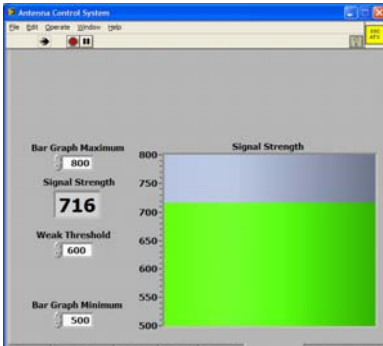 Antenna Control System
File Edit Operate Window Help
Bar Graph Maximum
800
Signal Strength
716
Weak Threshold
600
Bar Graph Minimum
500
Signal Strength
800
750
700
650
600
550
500